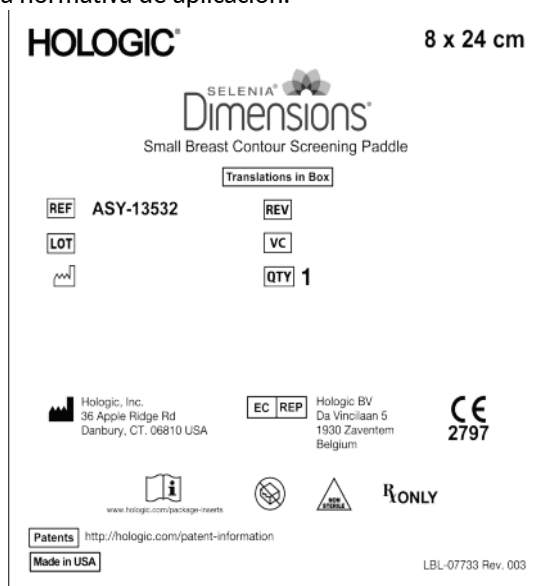 a normativa de aplicación.
HOLOGIC®
8 x 24 cm
SELENIA®
Dimensions®
Small Breast Contour Screening Paddle
Translations in Box
REF ASY-13532
REV
LOT
VC
QTY 1
Hologic, Inc.
36 Apple Ridge Rd
Danbury, CT. 06810 USA
EC REP
Hologic BV
Da Vincilaan 5
1930 Zaventem
Belgium
CE
2797
i
www.hologic.com/package-inserts
NON
STERILE
Rx ONLY
Patents http://hologic.com/patent-information
Made in USA
LBL-07733 Rev. 003